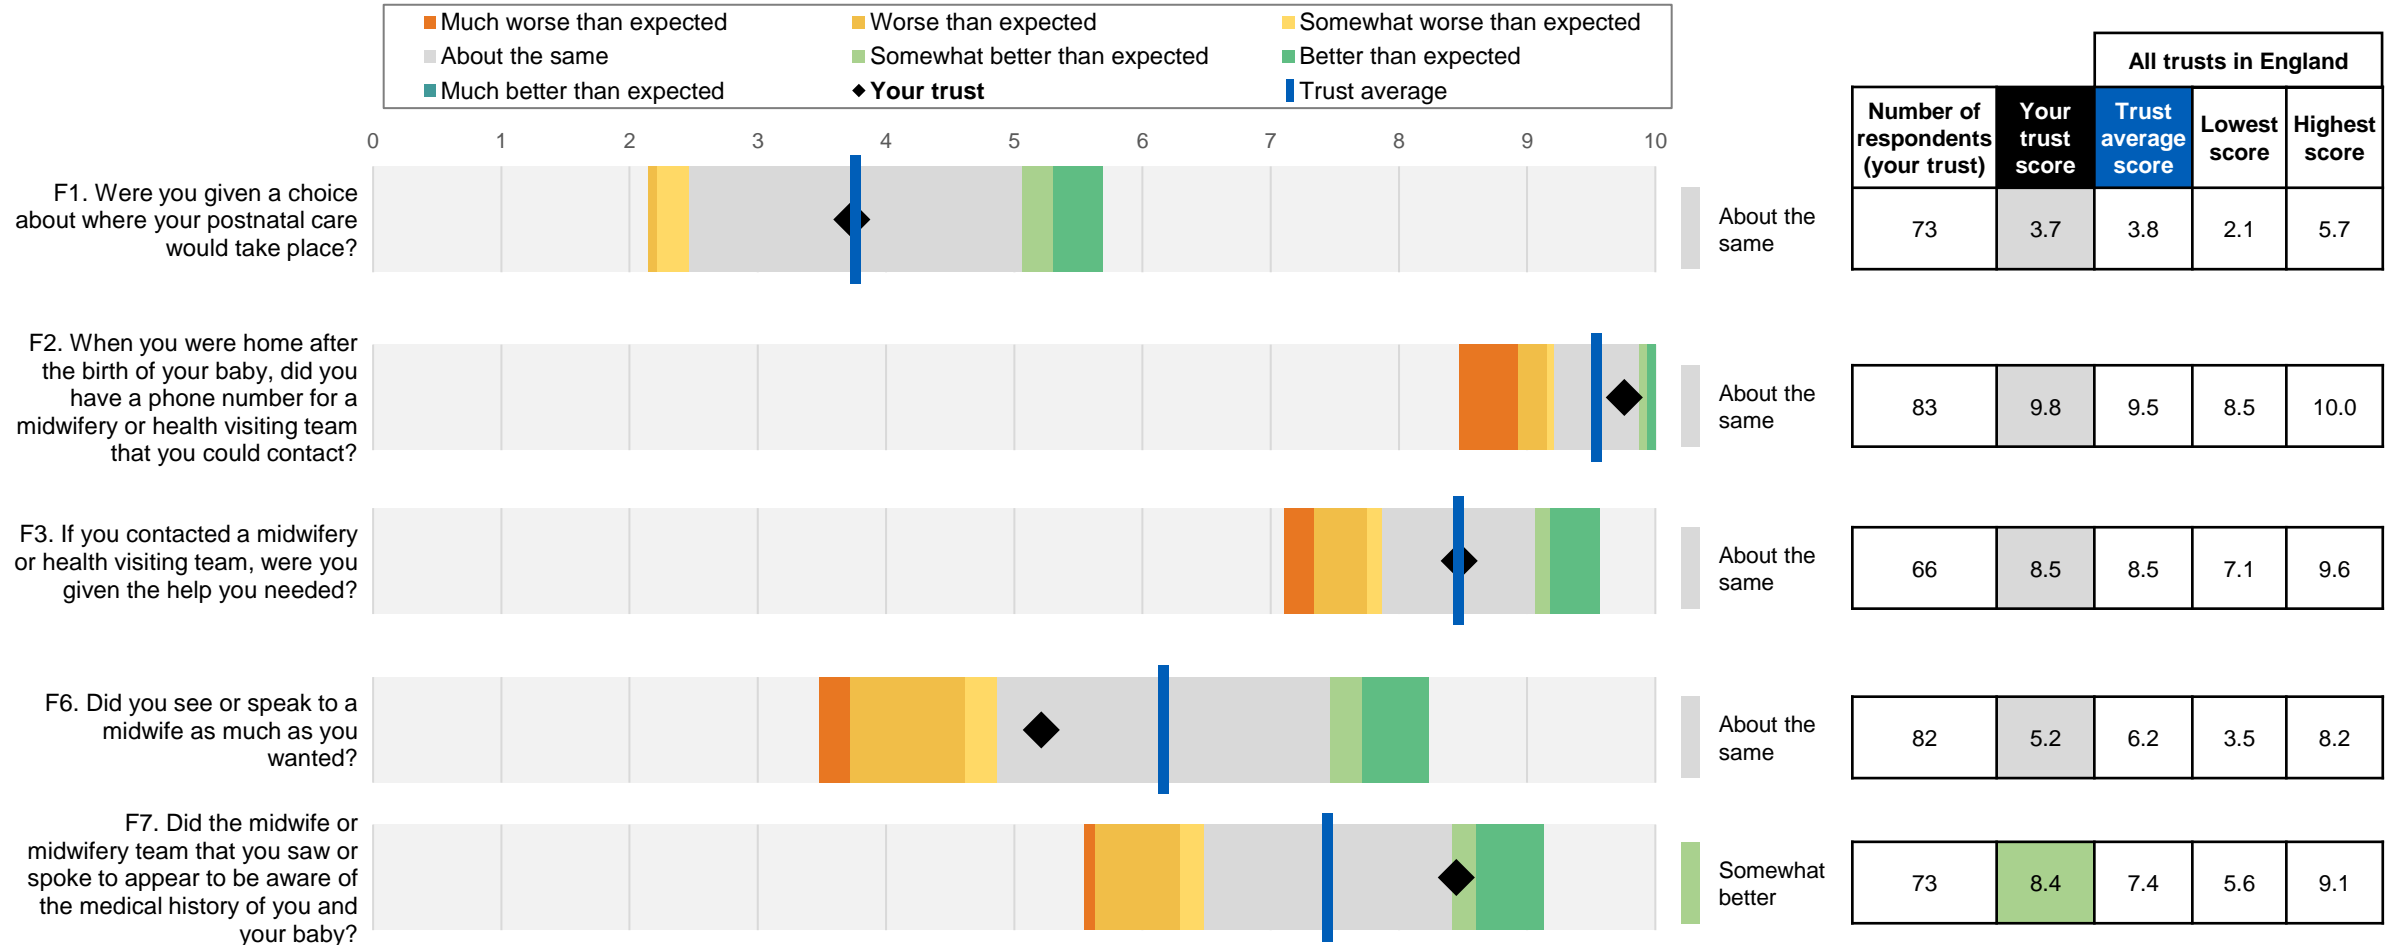 Much worse than expected
Worse than expected
Somewhat worse than expected
About the same
Somewhat better than expected
Better than expected
Much better than expected
Your trust
Trust average
All trusts in England
Number of
respondents
(your trust)
Your
trust
score
Trust
average
score
Lowest
score
Highest
score
0 1 2 3 4 5 6 7 8 9 10
F1. Were you given a choice
about where your postnatal care
would take place?
About the
same
73 3.7 3.8 2.1 5.7
F2. When you were home after
the birth of your baby, did you
have a phone number for a
midwifery or health visiting team
that you could contact?
About the
same
83 9.8 9.5 8.5 10.0
F3. If you contacted a midwifery
or health visiting team, were you
given the help you needed?
About the
same
66 8.5 8.5 7.1 9.6
F6. Did you see or speak to a
midwife as much as you
wanted?
About the
same
82 5.2 6.2 3.5 8.2
F7. Did the midwife or
midwifery team that you saw or
spoke to appear to be aware of
the medical history of you and
your baby?
Somewhat
better
73 8.4 7.4 5.6 9.1